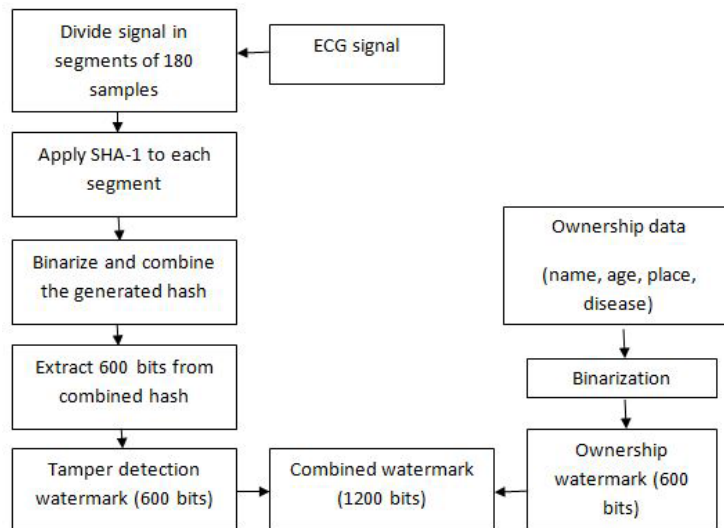 Divide signal in
segments of 180
samples
ECG signal
Apply SHA-1 to each
segment
Binarize and combine
the generated hash
Extract 600 bits from
combined hash
Tamper detection
watermark (600 bits)
Ownership data
(name, age, place,
disease)
Binarization
Ownership
watermark (600
bits)
Combined watermark
(1200 bits)